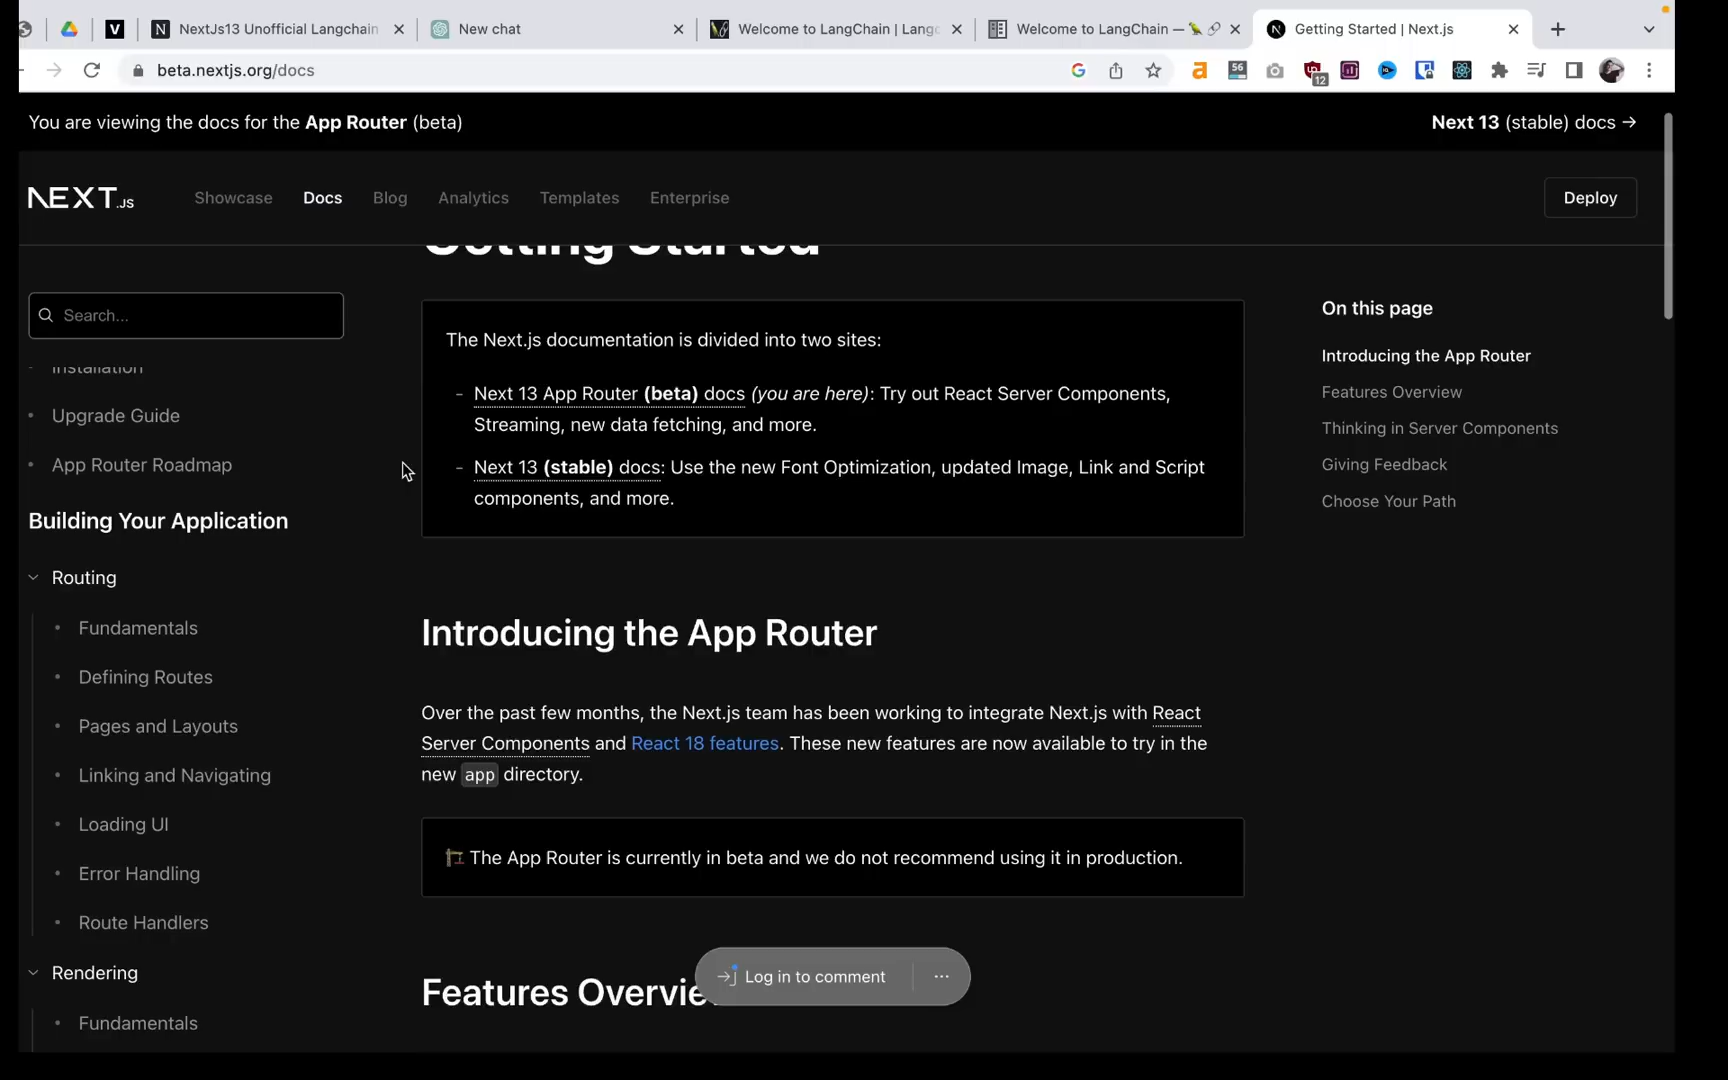 NextJs13 Unofficial Langchain
New chat
Welcome to LangChain | Langc
Welcome to LangChain —
Getting Started | Next.js
beta.nextjs.org/docs
56
12
You are viewing the docs for the App Router (beta)
Next 13 (stable) docs →
NEXT.JS
Showcase
Docs
Blog
Analytics
Templates
Enterprise
Deploy
Getting Started
Search...
Installation
Upgrade Guide
App Router Roadmap
Building Your Application
Routing
Fundamentals
Defining Routes
Pages and Layouts
Linking and Navigating
Loading UI
Error Handling
Route Handlers
Rendering
Fundamentals
The Next.js documentation is divided into two sites:
- Next 13 App Router (beta) docs (you are here): Try out React Server Components,
Streaming, new data fetching, and more.
- Next 13 (stable) docs: Use the new Font Optimization, updated Image, Link and Script
components, and more.
Introducing the App Router
Over the past few months, the Next.js team has been working to integrate Next.js with React
Server Components and React 18 features. These new features are now available to try in the
new app directory.
The App Router is currently in beta and we do not recommend using it in production.
Features Overvie
Log in to comment
On this page
Introducing the App Router
Features Overview
Thinking in Server Components
Giving Feedback
Choose Your Path